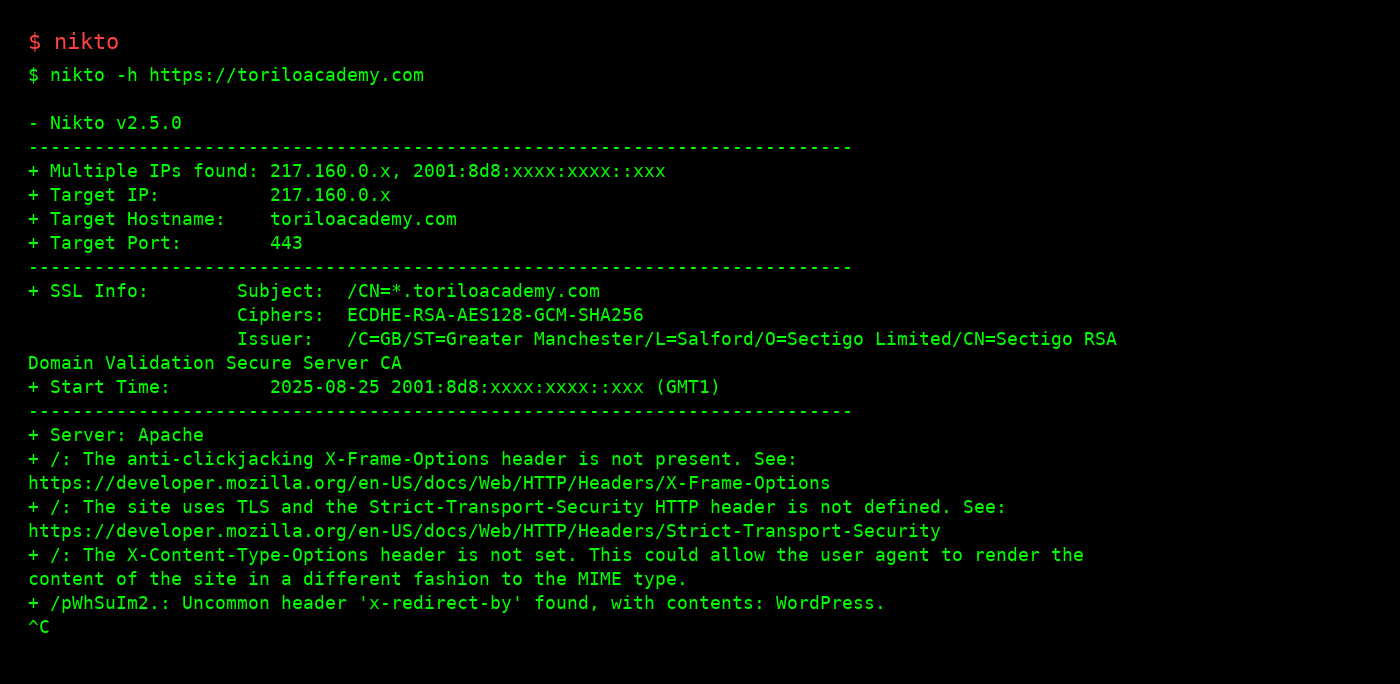 $ nikto
$ nikto -h https://toriloacademy.com
- Nikto v2.5.0
---------------------------------------------------------------------------
+ Multiple IPs found: 217.160.0.x, 2001:8d8:xxxx:xxxx::xxx
+ Target IP:          217.160.0.x
+ Target Hostname:    toriloacademy.com
+ Target Port:        443
---------------------------------------------------------------------------
+ SSL Info:        Subject:  /CN=*.toriloacademy.com
                   Ciphers:  ECDHE-RSA-AES128-GCM-SHA256
                   Issuer:   /C=GB/ST=Greater Manchester/L=Salford/O=Sectigo Limited/CN=Sectigo RSA
Domain Validation Secure Server CA
+ Start Time:         2025-08-25 2001:8d8:xxxx:xxxx::xxx (GMT1)
---------------------------------------------------------------------------
+ Server: Apache
+ /: The anti-clickjacking X-Frame-Options header is not present. See:
https://developer.mozilla.org/en-US/docs/Web/HTTP/Headers/X-Frame-Options
+ /: The site uses TLS and the Strict-Transport-Security HTTP header is not defined. See:
https://developer.mozilla.org/en-US/docs/Web/HTTP/Headers/Strict-Transport-Security
+ /: The X-Content-Type-Options header is not set. This could allow the user agent to render the
content of the site in a different fashion to the MIME type.
+ /pWhSuIm2.: Uncommon header 'x-redirect-by' found, with contents: WordPress.
^C